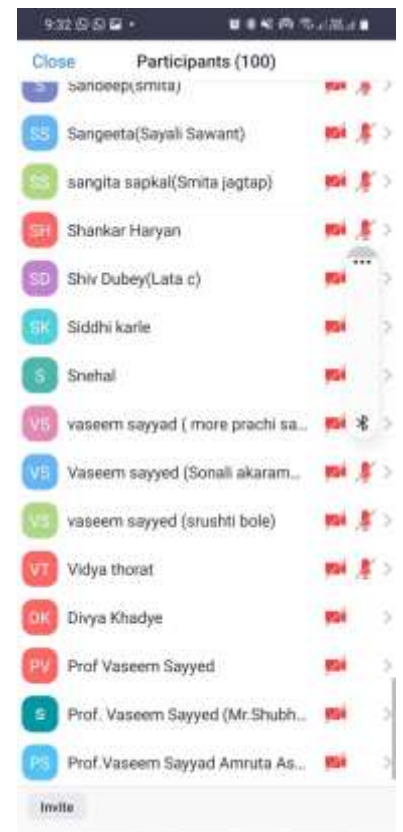 9:32
Close Participants (100)
S Sandeep(smita)
SS Sangeeta(Sayali Sawant)
SS sangita sapkal(Smita jagtap)
SH Shankar Haryan
SD Shiv Dubey(Lata c)
SK Siddhi karle
S Snehal
VS vaseem sayyad ( more prachi sa...
VS Vaseem sayyed (Sonali akaram...
VS vaseem sayyed (srushti bole)
VT Vidya thorat
DK Divya Khadye
PV Prof Vaseem Sayyed
S Prof. Vaseem Sayyed (Mr.Shubh...
PS Prof.Vaseem Sayyad Amruta As...
Invite